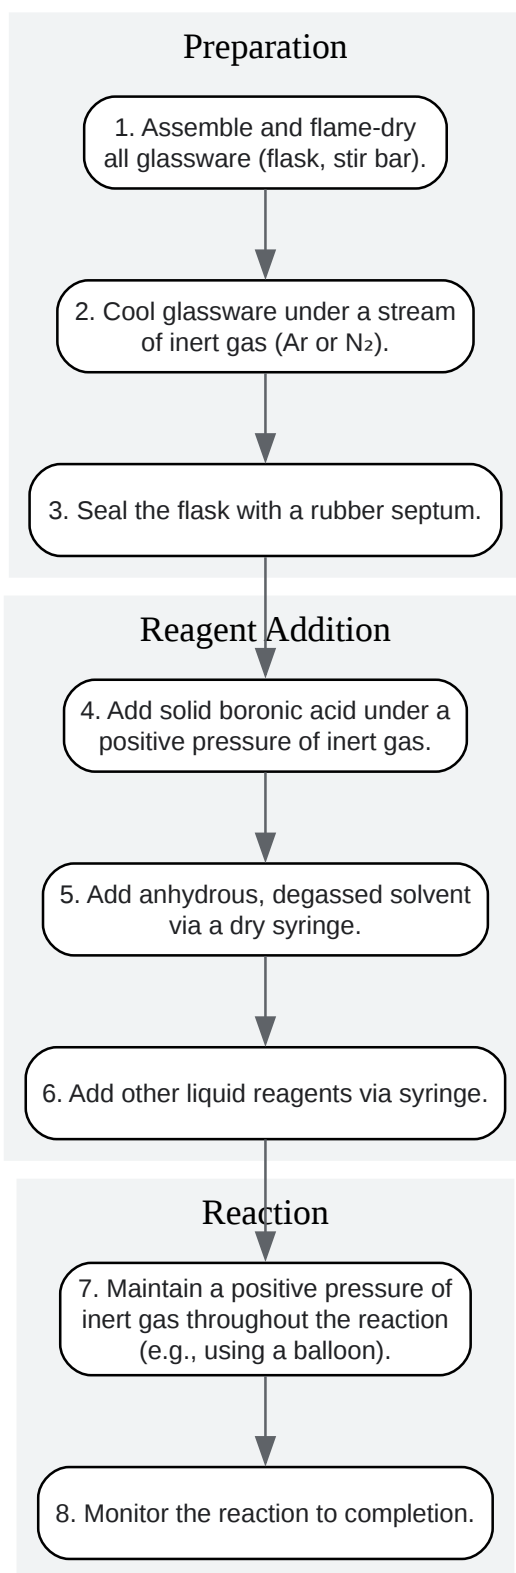 Preparation
1. Assemble and flame-dry
all glassware (flask, stir bar).
2. Cool glassware under a stream
of inert gas (Ar or N₂).
3. Seal the flask with a rubber septum.
Reagent Addition
4. Add solid boronic acid under a
positive pressure of inert gas.
5. Add anhydrous, degassed solvent
via a dry syringe.
6. Add other liquid reagents via syringe.
Reaction
7. Maintain a positive pressure of
inert gas throughout the reaction
(e.g., using a balloon).
8. Monitor the reaction to completion.